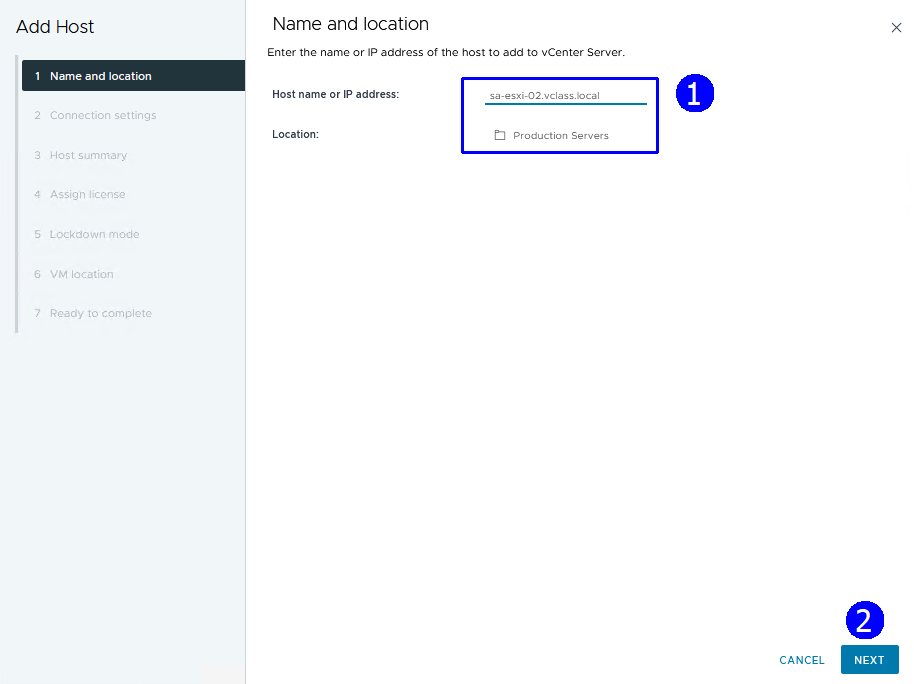 Add Host
1 Name and location
2 Connection settings
3 Host summary
4 Assign license
5 Lockdown mode
6 VM location
7 Ready to complete
Name and location
Enter the name or IP address of the host to add to vCenter Server.
Host name or IP address: sa-esxi-02.vclass.local
1
Location: Production Servers
2
CANCEL NEXT